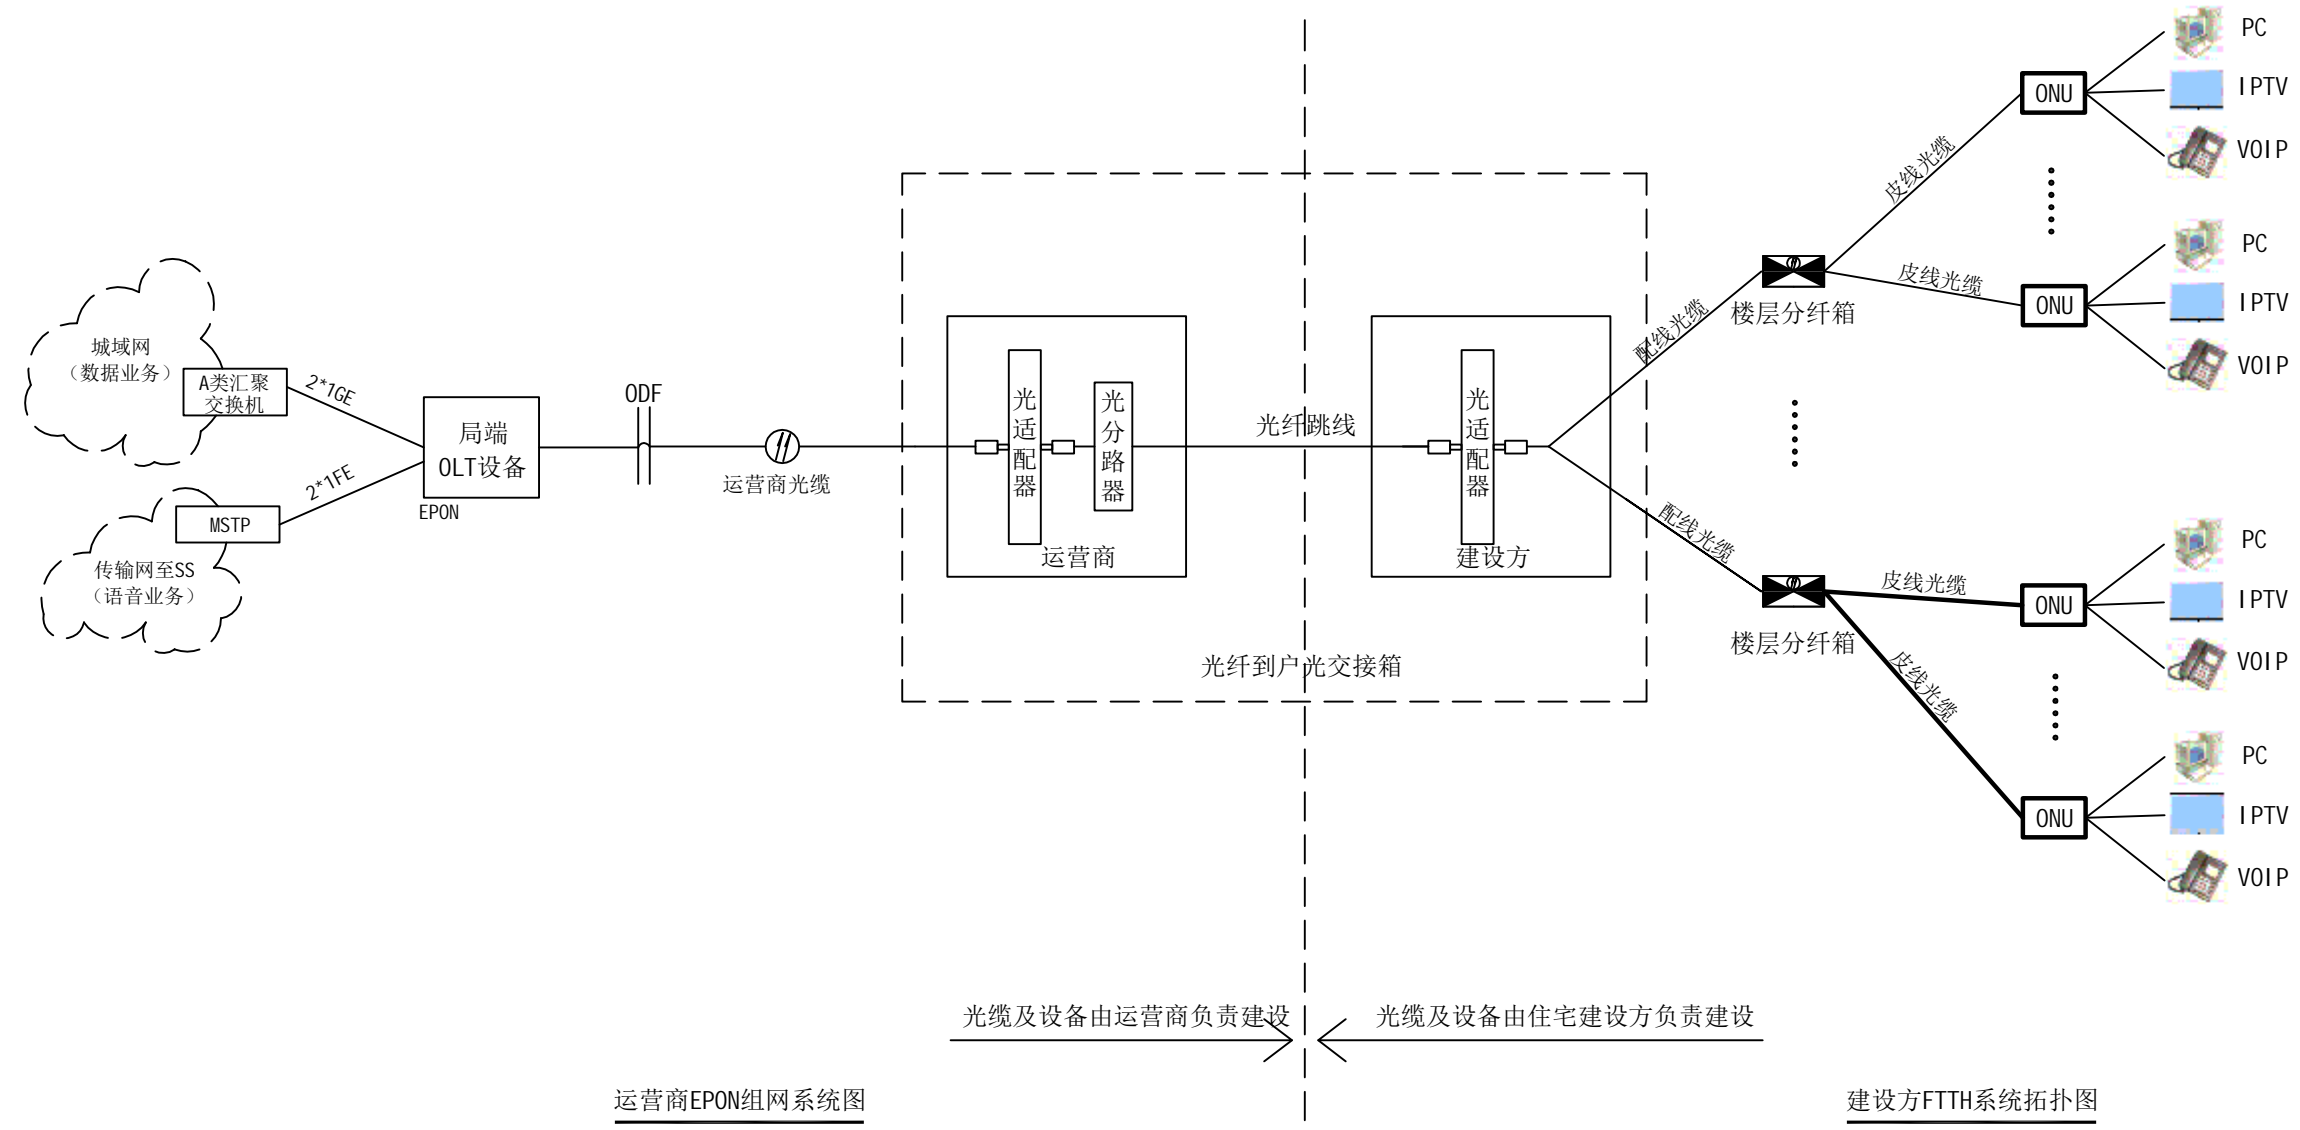 城域网
（数据业务）
A类汇聚
交换机
2*1GE
2*1FE
MSTP
传输网至SS
（语音业务）
局端
OLT设备
EPON
ODF
运营商光缆
光适配器
光分路器
运营商
光纤跳线
光适配器
建设方
光纤到户光交接箱
配线光缆
配线光缆
楼层分纤箱
楼层分纤箱
皮线光缆
皮线光缆
皮线光缆
皮线光缆
ONU
PC
IPTV
VOIP
ONU
PC
IPTV
VOIP
ONU
PC
IPTV
VOIP
ONU
PC
IPTV
VOIP
光缆及设备由运营商负责建设
光缆及设备由住宅建设方负责建设
运营商EPON组网系统图
建设方FTTH系统拓扑图